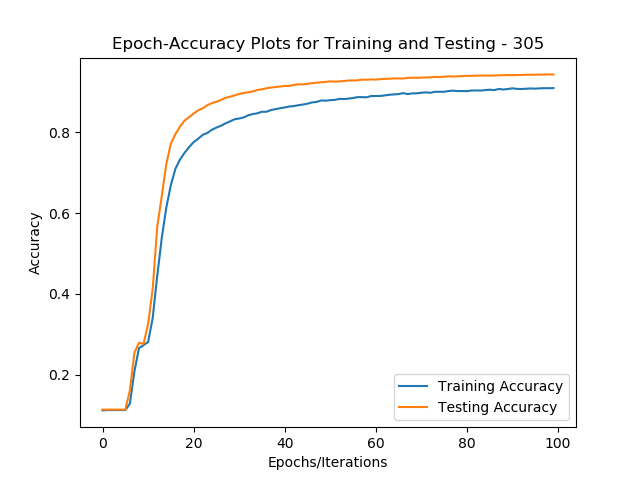 Epoch-Accuracy Plots for Training and Testing - 305
0.8
0.6
0.4
0.2
Accuracy
Training Accuracy
Testing Accuracy
0 20 40 60 80 100
Epochs/Iterations